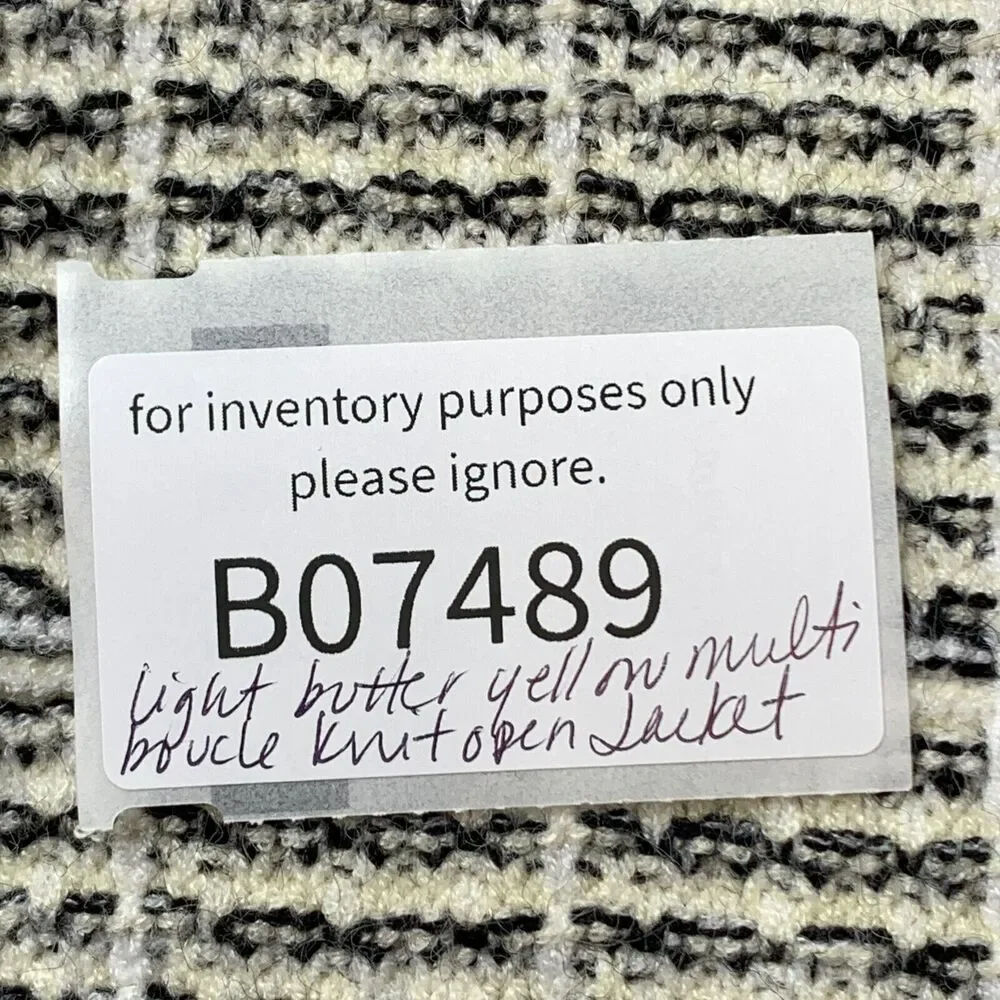 for inventory purposes only
please ignore.
B07489
light butter yellow multi
boucle knit open Jacket